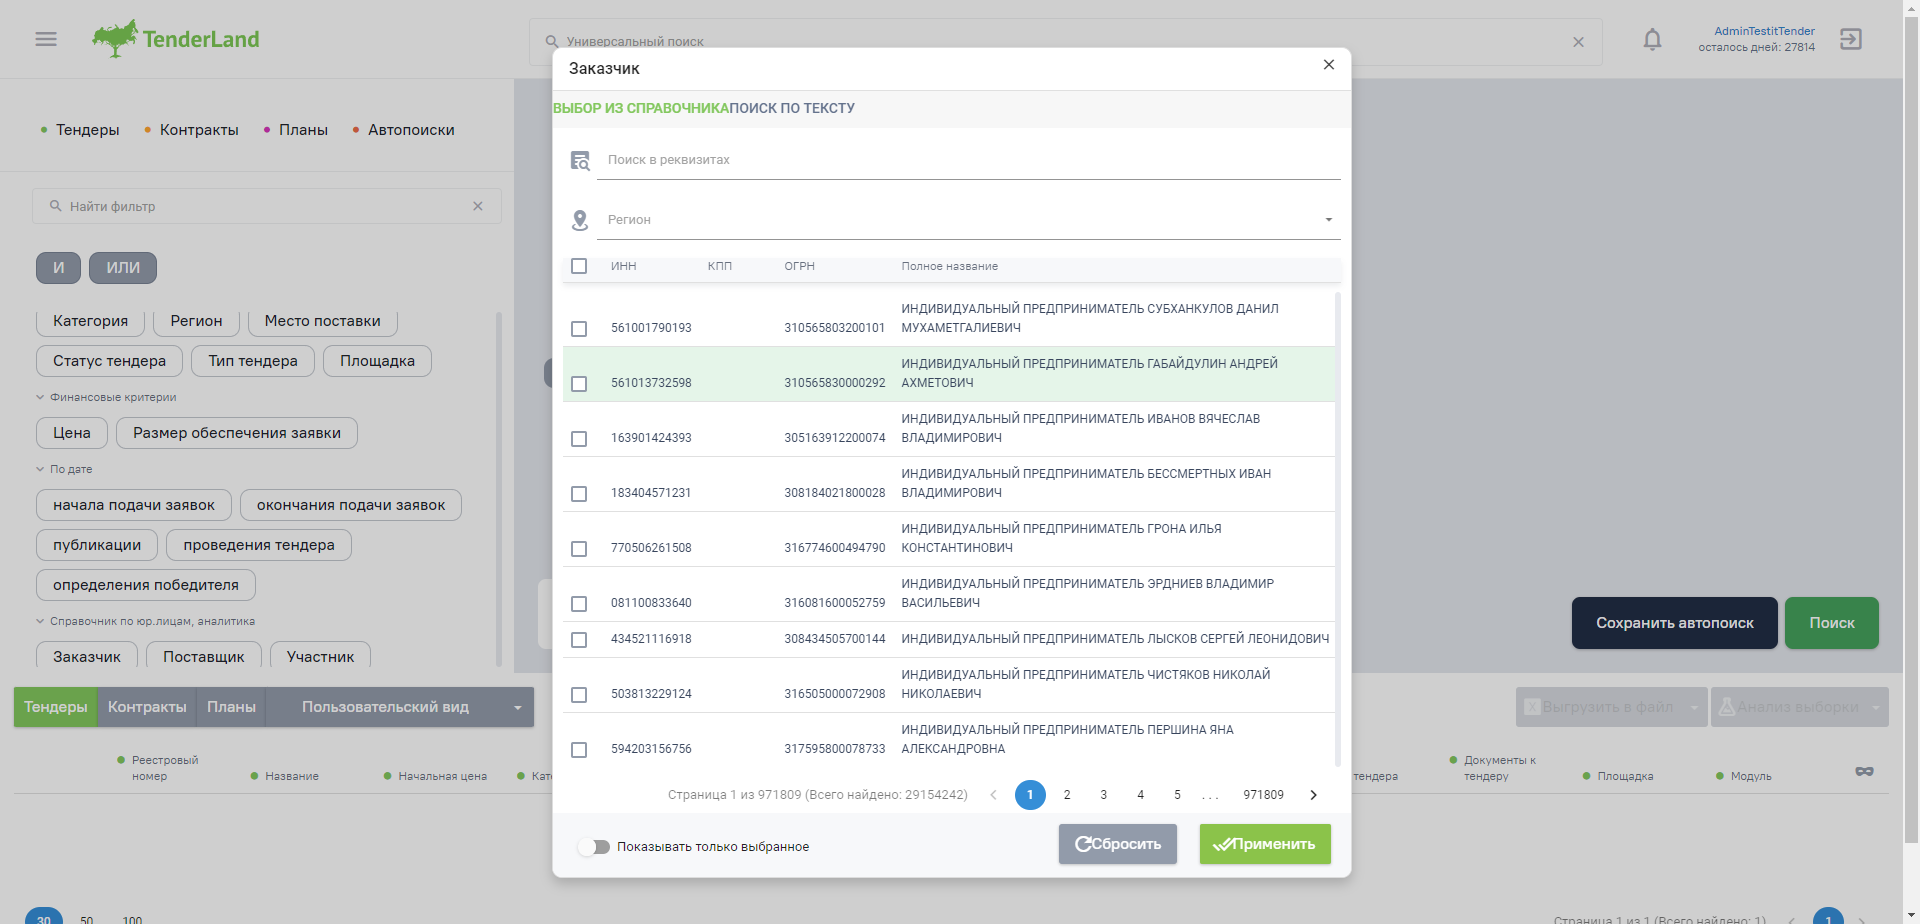 TenderLand
Универсальный поиск
AdminTestitTender
осталось дней: 27814
Тендеры
Контракты
Планы
Автопоиски
Найти фильтр
И
ИЛИ
Категория
Регион
Место поставки
Статус тендера
Тип тендера
Площадка
Финансовые критерии
Цена
Размер обеспечения заявки
По дате
начала подачи заявок
окончания подачи заявок
публикации
проведения тендера
определения победителя
Справочник по юр.лицам, аналитика
Заказчик
Поставщик
Участник
Заказчик
ВЫБОР ИЗ СПРАВОЧНИКА
ПОИСК ПО ТЕКСТУ
Поиск в реквизитах
Регион
ИНН КПП ОГРН Полное название
561001790193 310565803200101 ИНДИВИДУАЛЬНЫЙ ПРЕДПРИНИМАТЕЛЬ СУБХАНКУЛОВ ДАНИЛ
МУХАМЕТГАЛИЕВИЧ
561013732598 310565830000292 ИНДИВИДУАЛЬНЫЙ ПРЕДПРИНИМАТЕЛЬ ГАБАЙДУЛИН АНДРЕЙ
АХМЕТОВИЧ
163901424393 305163912200074 ИНДИВИДУАЛЬНЫЙ ПРЕДПРИНИМАТЕЛЬ ИВАНОВ ВЯЧЕСЛАВ
ВЛАДИМИРОВИЧ
183404571231 308184021800028 ИНДИВИДУАЛЬНЫЙ ПРЕДПРИНИМАТЕЛЬ БЕССМЕРТНЫХ ИВАН
ВЛАДИМИРОВИЧ
770506261508 316774600494790 ИНДИВИДУАЛЬНЫЙ ПРЕДПРИНИМАТЕЛЬ ГРОНА ИЛЬЯ
КОНСТАНТИНОВИЧ
081100833640 316081600052759 ИНДИВИДУАЛЬНЫЙ ПРЕДПРИНИМАТЕЛЬ ЭРДНИЕВ ВЛАДИМИР
ВАСИЛЬЕВИЧ
434521116918 308434505700144 ИНДИВИДУАЛЬНЫЙ ПРЕДПРИНИМАТЕЛЬ ЛЫСКОВ СЕРГЕЙ ЛЕОНИДОВИЧ
503813229124 316505000072908 ИНДИВИДУАЛЬНЫЙ ПРЕДПРИНИМАТЕЛЬ ЧИСТЯКОВ НИКОЛАЙ
НИКОЛАЕВИЧ
594203156756 317595800078733 ИНДИВИДУАЛЬНЫЙ ПРЕДПРИНИМАТЕЛЬ ПЕРШИНА ЯНА
АЛЕКСАНДРОВНА
Страница 1 из 971809 (Всего найдено: 29154242) 1 2 3 4 5 ... 971809
Показывать только выбранное
Сбросить
Применить
Сохранить автопоиск
Поиск
Тендеры
Контракты
Планы
Пользовательский вид
Выгрузить в файл
Анализ выборки
Реестровый
номер
Название
Начальная цена
Кате
тендера
Документы к
тендеру
Площадка
Модуль
30 50 100
Страница 1 из 1 (Всего найдено: 1) 1